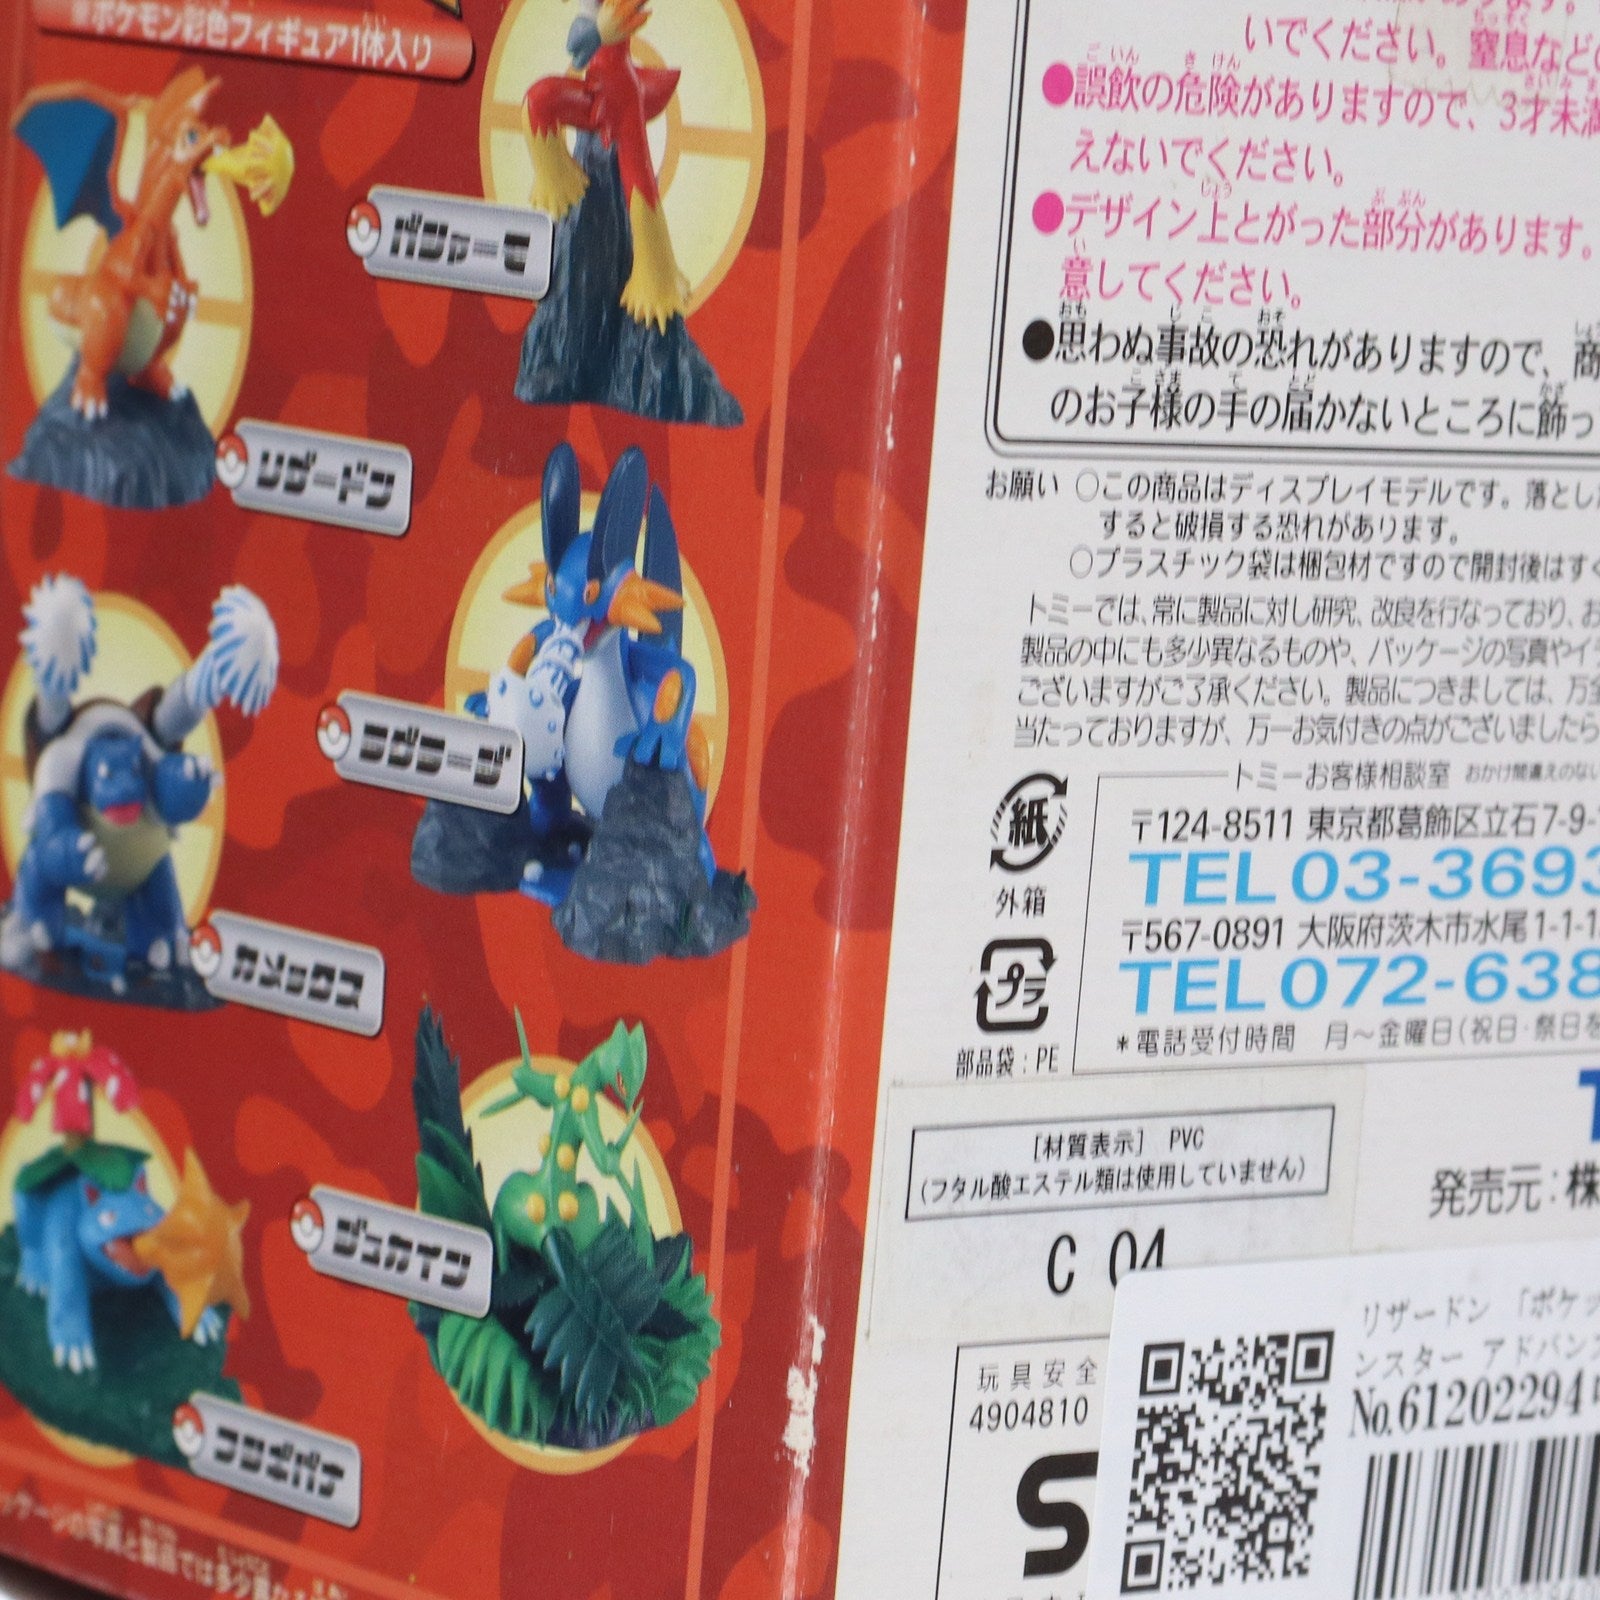 ※ポケモン彩色フィギュア1体入り
バシャーモ
リザードン
ラグラージ
カメックス
ジュカイン
フシギバナ
いでください。窒息など
●誤飲の危険がありますので、3才未満
えないでください。
●デザイン上とがった部分があります。
意してください。
●思わぬ事故の恐れがありますので、商
のお子様の手の届かないところに飾っ
お願い ○この商品はディスプレイモデルです。落とし
すると破損する恐れがあります。
○プラスチック袋は梱包材ですので開封後はすぐ
トミーでは、常に製品に対し研究、改良を行なっており、お
製品の中にも多少異なるものや、パッケージの写真やイ
ございますがご了承ください。製品につきましては、万全
当たっておりますが、万一お気付きの点がございましたら
トミーお客様相談室 おかけ間違えのない
〒124-8511 東京都葛飾区立石7-9-
TEL 03-3693
〒567-0891 大阪府茨木市水尾1-1-1
TEL 072-638
*電話受付時間 月〜金曜日(祝日・祭日を
紙
外箱
プラ
部品袋:PE
[材質表示] PVC
(フタル酸エステル類は使用していません)
C 04
発売元:株
玩具安全
4904810
S
リザードン 「ポケッ
ンスター アドバン
No.61202294